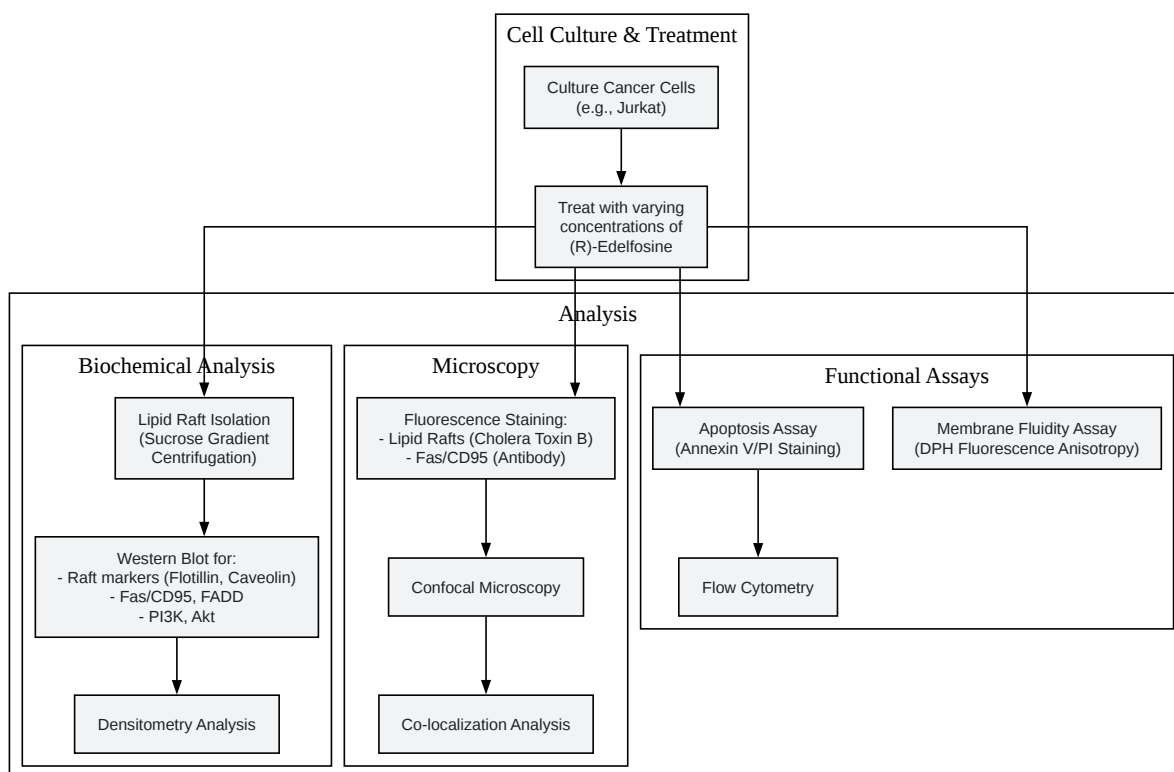 Cell Culture & Treatment
Culture Cancer Cells
(e.g., Jurkat)
Treat with varying
concentrations of
(R)-Edelfosine
Analysis
Biochemical Analysis
Lipid Raft Isolation
(Sucrose Gradient
Centrifugation)
Western Blot for:
- Raft markers (Flotillin, Caveolin)
- Fas/CD95, FADD
- PI3K, Akt
Densitometry Analysis
Microscopy
Fluorescence Staining:
- Lipid Rafts (Cholera Toxin B)
- Fas/CD95 (Antibody)
Confocal Microscopy
Co-localization Analysis
Functional Assays
Apoptosis Assay
(Annexin V/PI Staining)
Flow Cytometry
Membrane Fluidity Assay
(DPH Fluorescence Anisotropy)